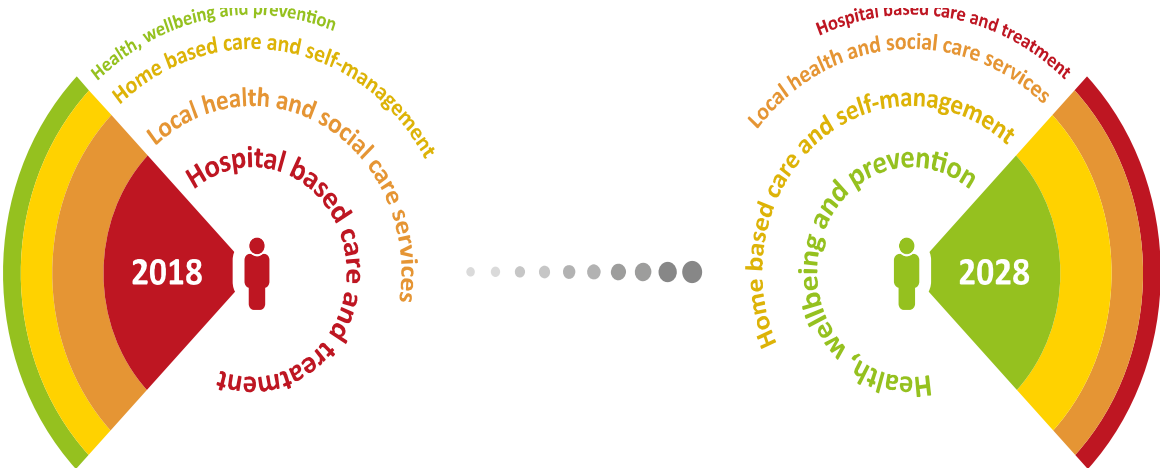 Health, wellbeing and prevention
Home based care and self-management
Local health and social care services
Hospital based care and treatment
2018
Hospital based care and treatment
Local health and social care services
Home based care and self-management
Health, wellbeing and prevention
2028